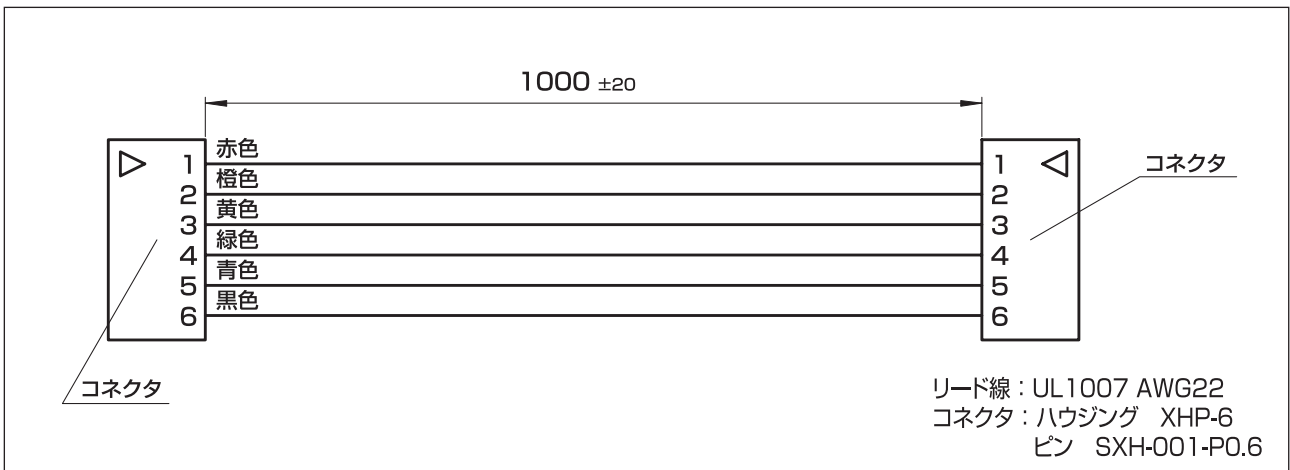 1000 ±20
赤色
1
橙色
2
黄色
3
緑色
4
青色
5
黒色
6
1
2
3
4
5
6
コネクタ
コネクタ
リード線：UL1007 AWG22
コネクタ：ハウジング XHP-6
ピン SXH-001-P0.6